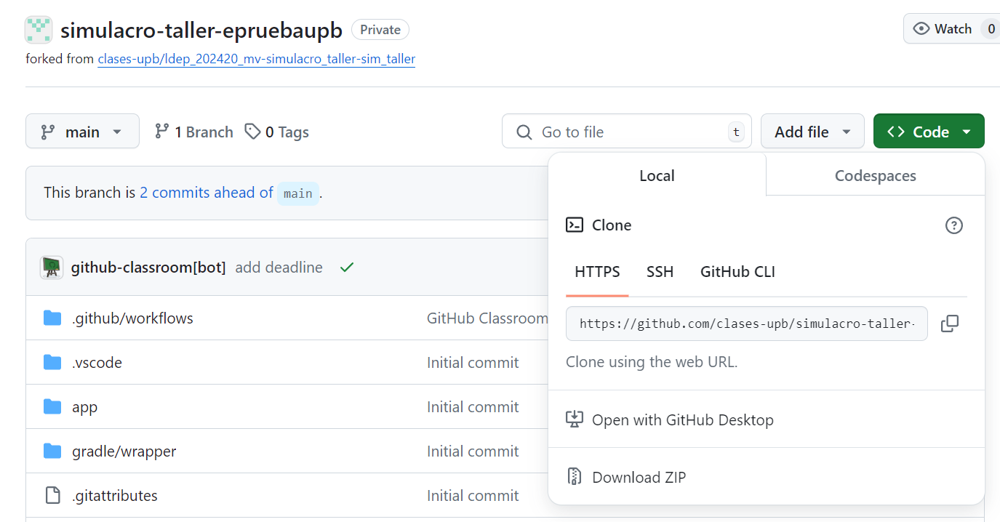 simulacro-taller-epruebaupb Private
Watch 0
forked from clases-upb/ldep_202420_mv-simulacro_taller-sim_taller
main 1 Branch 0 Tags
Go to file t
Add file
Code
This branch is 2 commits ahead of main .
github-classroom[bot] add deadline
.github/workflows GitHub Classroom
.vscode Initial commit
app Initial commit
gradle/wrapper Initial commit
.gitattributes Initial commit
Local Codespaces
Clone
HTTPS SSH GitHub CLI
https://github.com/clases-upb/simulacro-taller-
Clone using the web URL.
Open with GitHub Desktop
Download ZIP